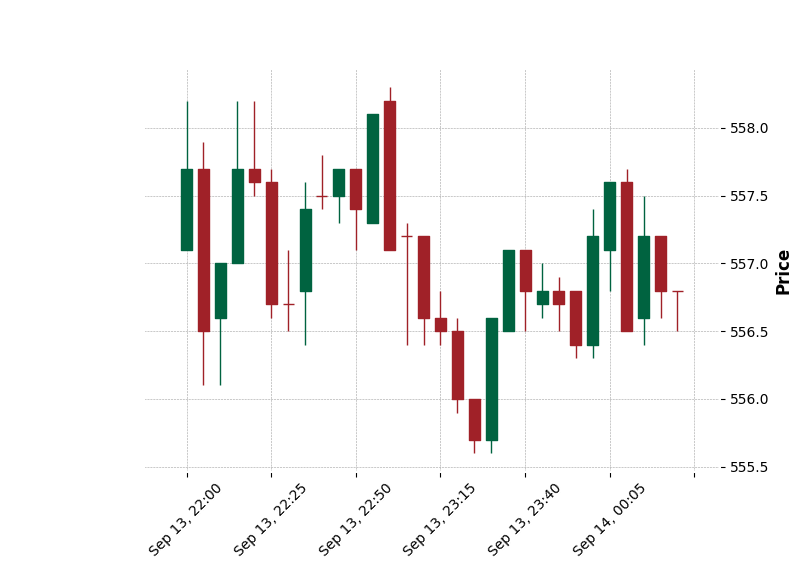 558.0
557.5
557.0
556.5
556.0
555.5
Price
Sep 13, 22:00
Sep 13, 22:25
Sep 13, 22:50
Sep 13, 23:15
Sep 13, 23:40
Sep 14, 00:05